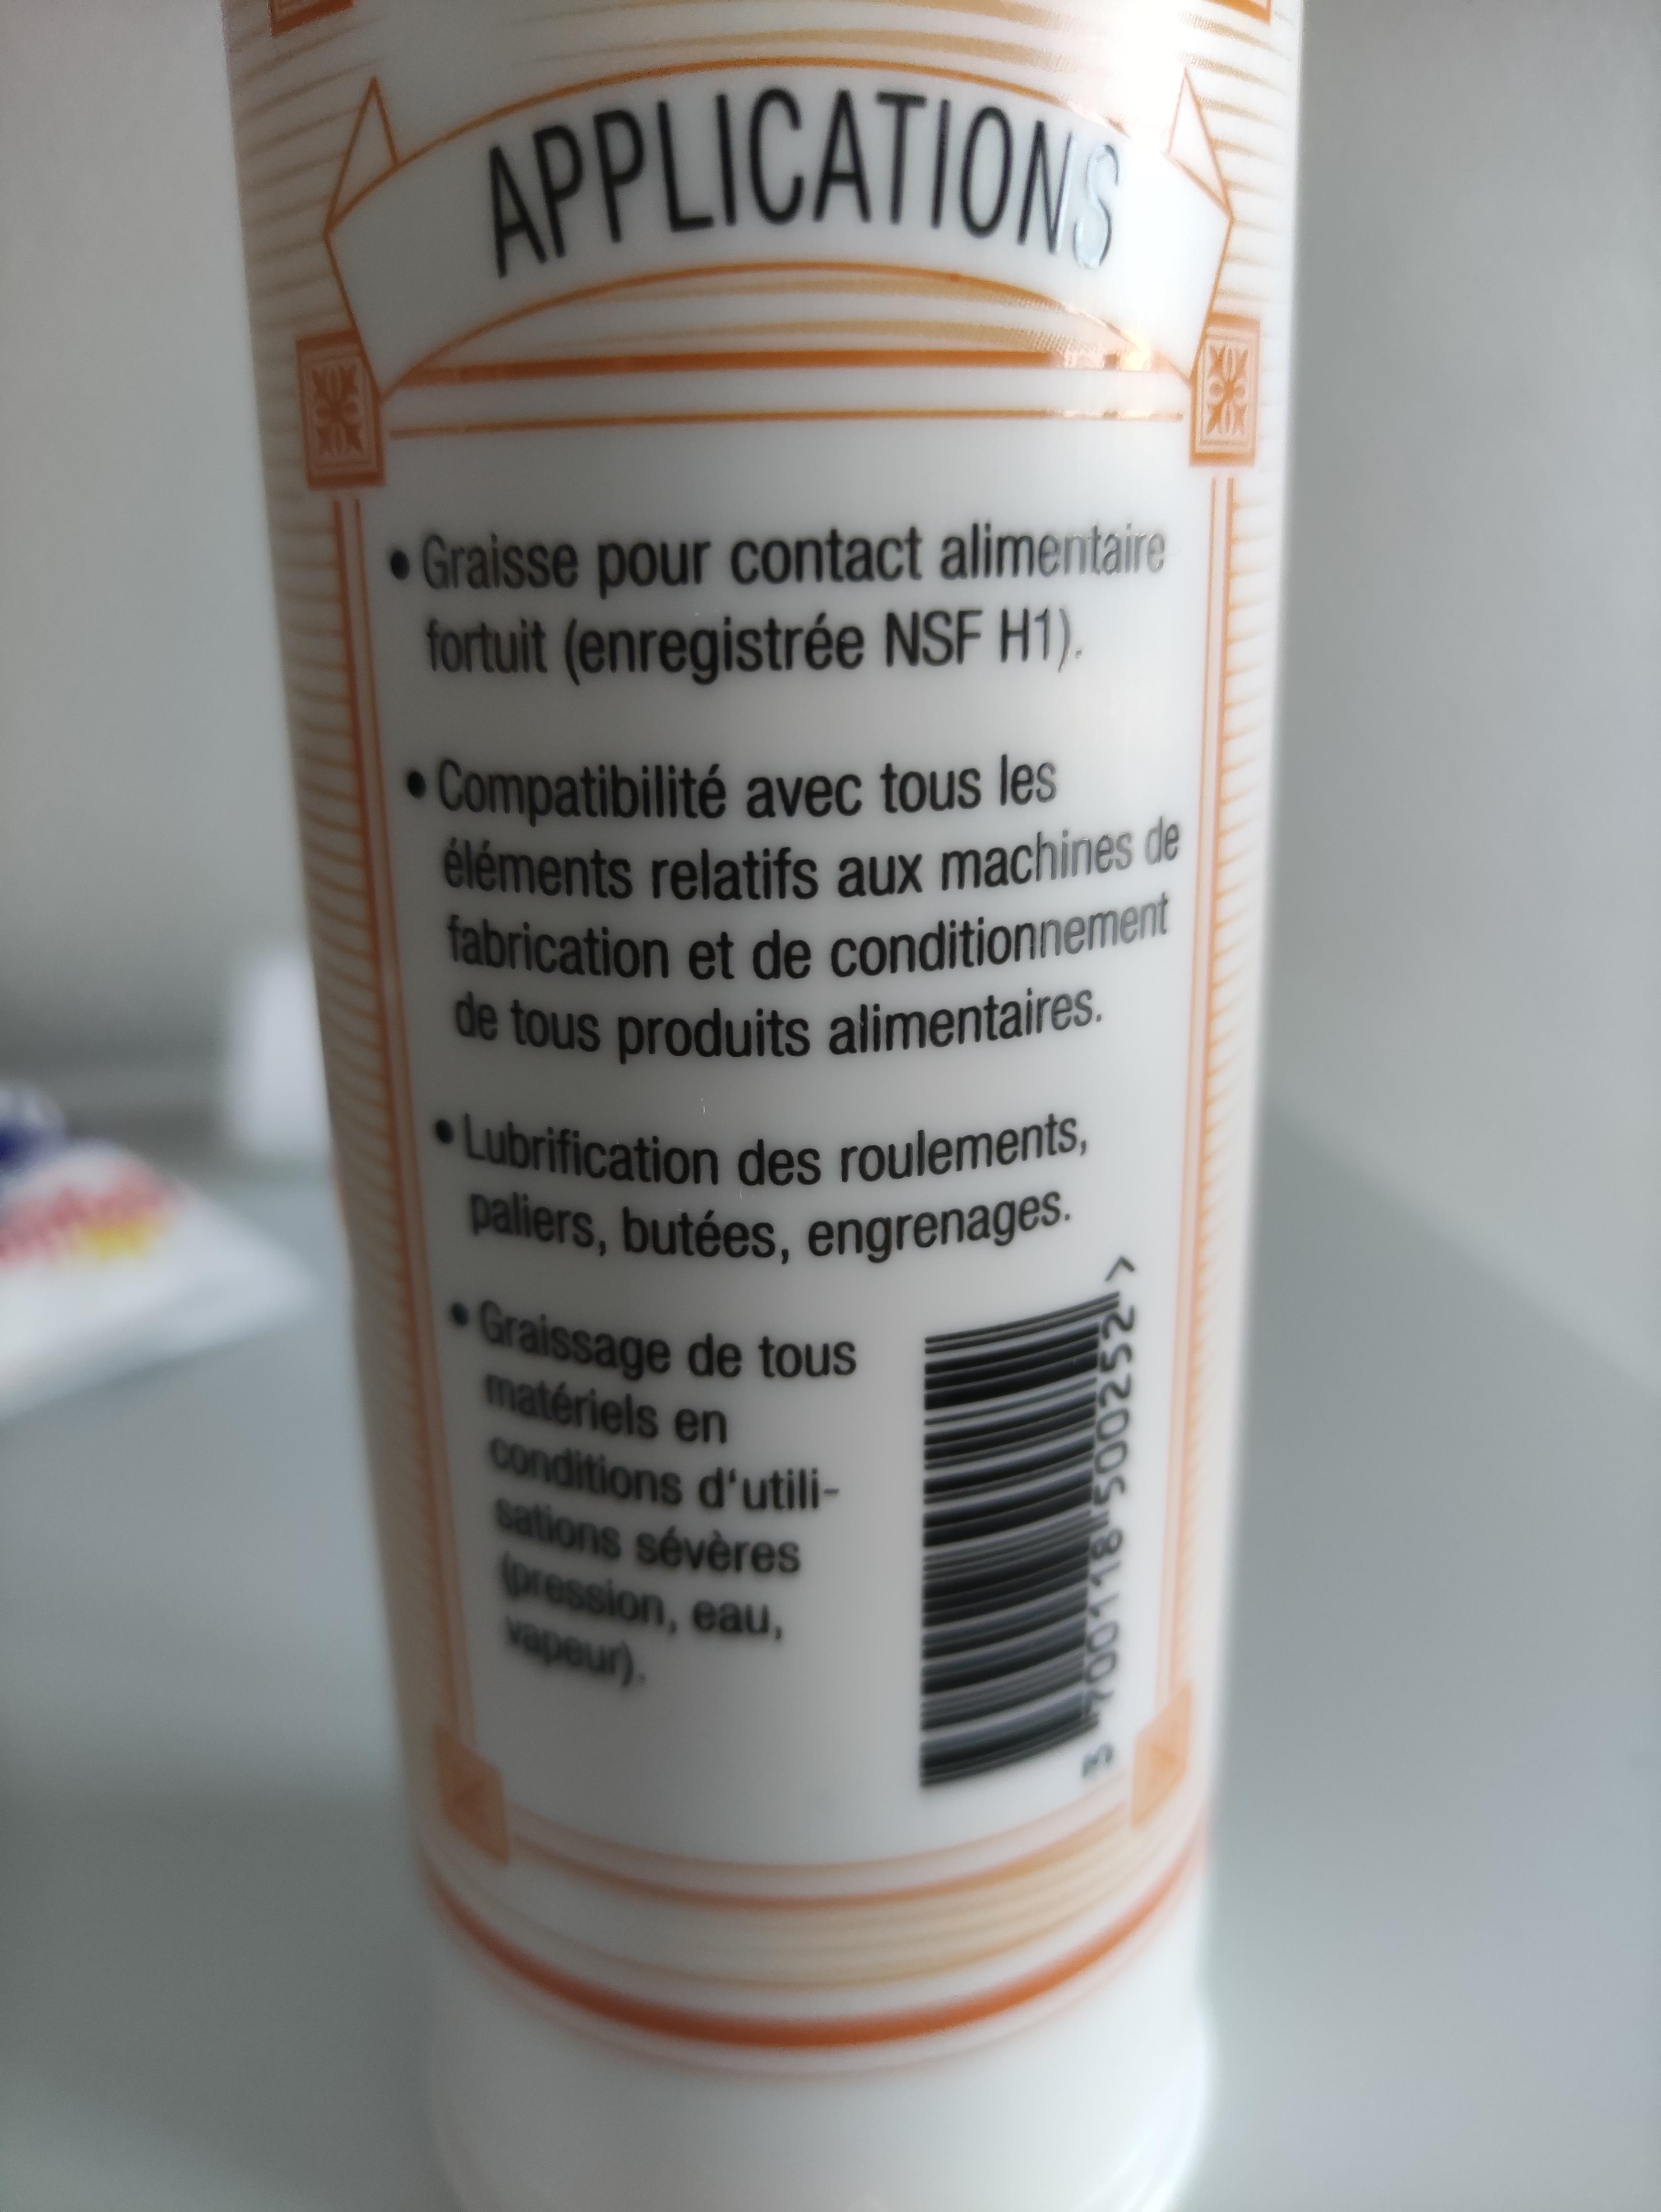 APPLICATIONS
• Graisse pour contact alimentaire
fortuit (enregistrée NSF H1).
• Compatibilité avec tous les
éléments relatifs aux machines de
fabrication et de conditionnement
de tous produits alimentaires.
• Lubrification des roulements,
paliers, butées, engrenages.
• Graissage de tous
matériels en
conditions d'utili-
sations sévères
(pression, eau,
vapeur).
3 700118 500252 >